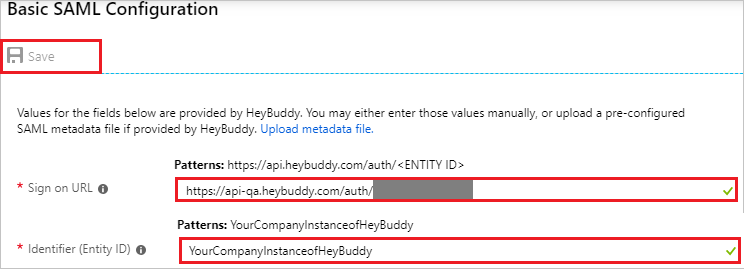 Basic SAML Configuration
Save
Values for the fields below are provided by HeyBuddy. You may either enter those values manually, or upload a pre-configured
SAML metadata file if provided by HeyBuddy. Upload metadata file.
Patterns: https://api.heybuddy.com/auth/<ENTITY ID>
* Sign on URL
https://api-qa.heybuddy.com/auth/
Patterns: YourCompanyInstanceofHeyBuddy
* Identifier (Entity ID)
YourCompanyInstanceofHeyBuddy